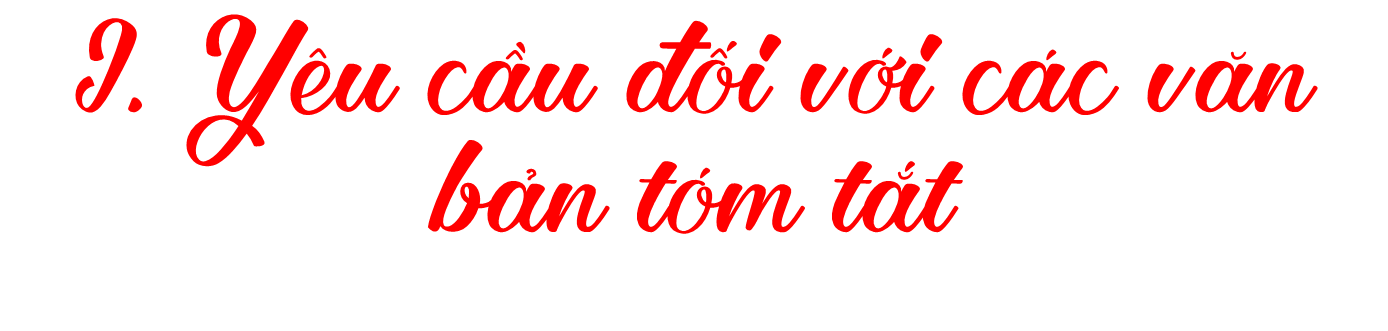 I. Yêu cầu đối với các văn
bản tóm tắt